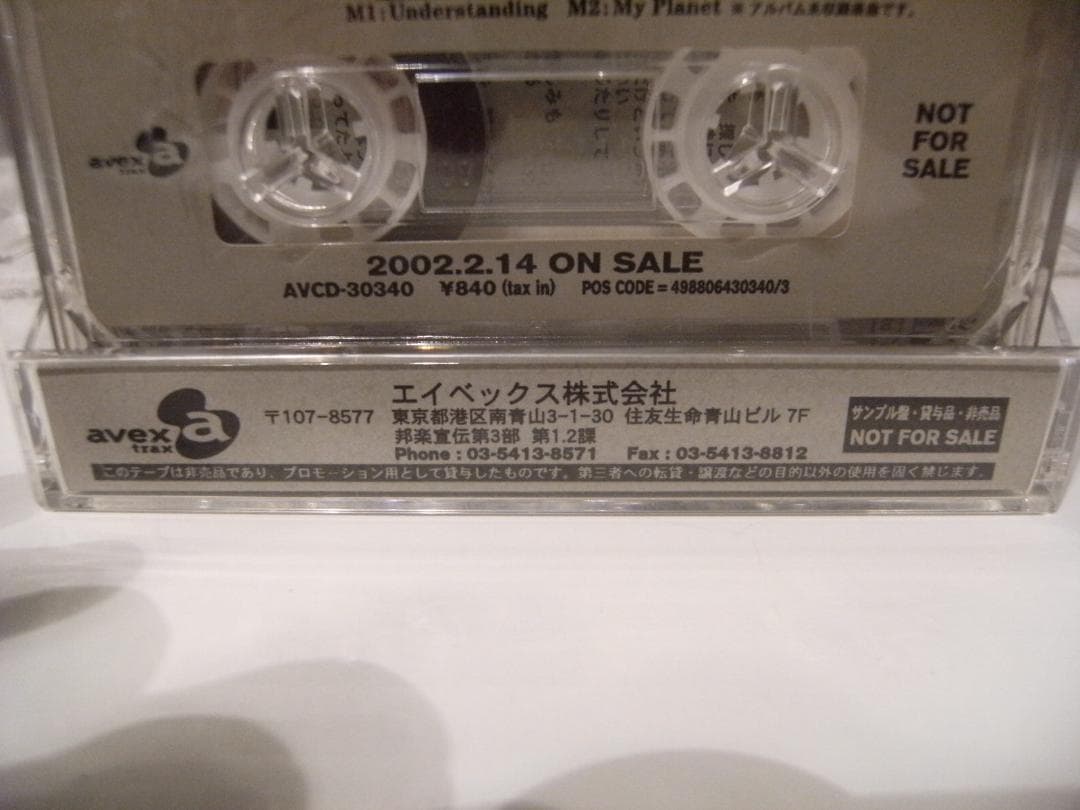 M1:Understanding M2:My Planet ※アルバム未収録楽曲です。
avex trax
NOT
FOR
SALE
2002.2.14 ON SALE
AVCD-30340 ¥840 (tax in) POS CODE=498806430340/3
avex trax
エイベックス株式会社
〒107-8577 東京都港区南青山3-1-30 住友生命青山ビル 7F
邦楽宣伝第3部 第1.2課
Phone : 03-5413-8571 Fax : 03-5413-8812
サンプル盤・貸与品・非売品
NOT FOR SALE
このテープは非売品であり、プロモーション用として貸与したものです。第三者への転貸・譲渡などの目的以外の使用を固く禁じます。